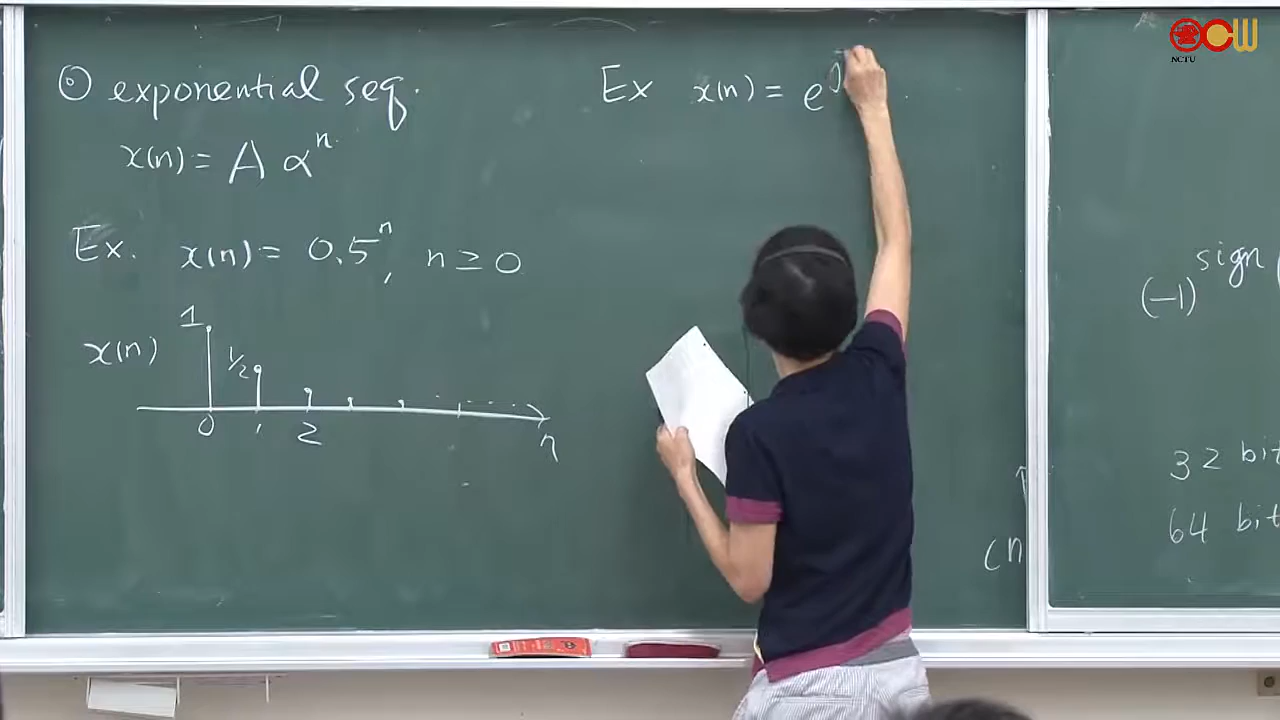 ⊙ exponential seq.
x(n) = A α^n
Ex. x(n) = 0.5^n, n ≥ 0
x(n)
1
1/2
0 1 2
n
Ex x(n) = e^j
(n
(-1)^sign
32 bit
64 bit
OCW
NCTU